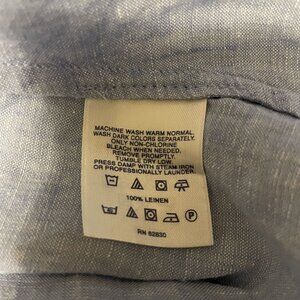 MACHINE WASH WARM NORMAL.
WASH DARK COLORS SEPARATELY.
ONLY NON-CHLORINE
BLEACH WHEN NEEDED.
REMOVE PROMPTLY.
TUMBLE DRY LOW.
PRESS DAMP WITH STEAM IRON
OR PROFESSIONALLY LAUNDER.
100% LEINEN
P
RN 62830